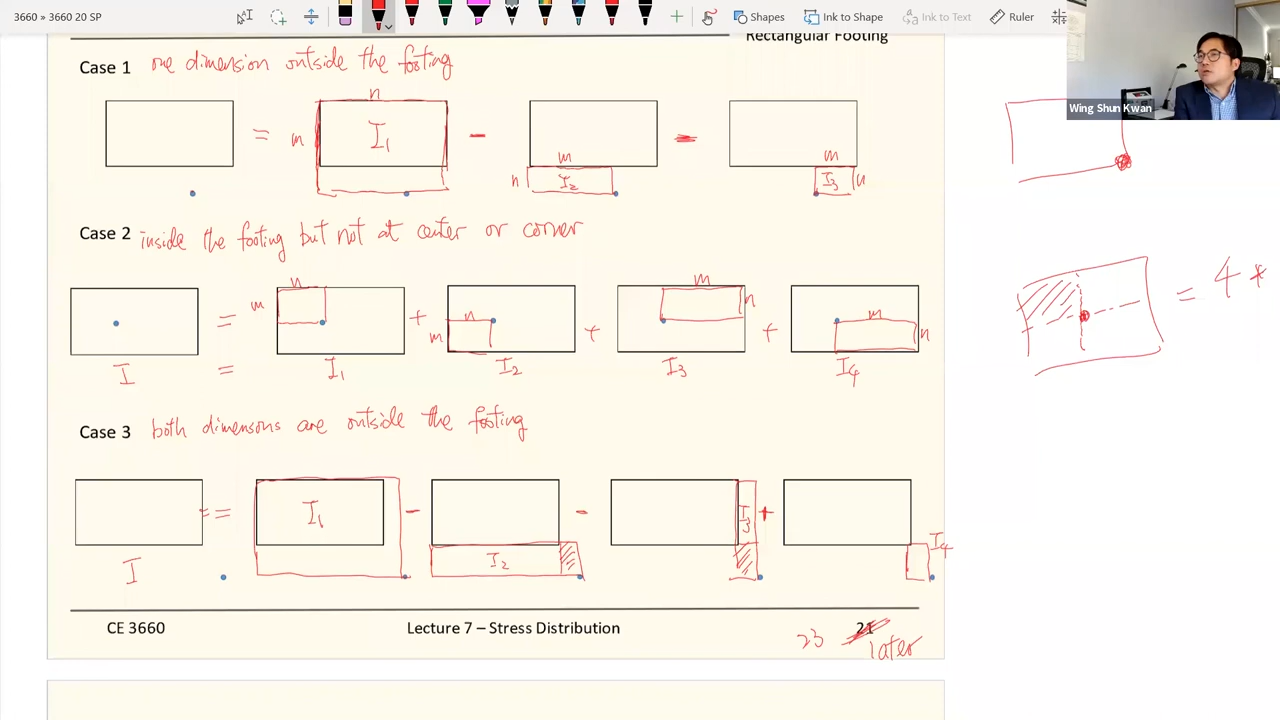 3660 » 3660 20 SP
Shapes
Ink to Shape
Ink to Text
Ruler
Wing Shun Kwan
Rectangular Footing
Case 1 one dimension outside the footing
n
= m I₁ - m - m
n I₂ I₃ n
Case 2 inside the footing but not at center or corner
n m
m n n m
= + m + + n = 4 *
I = I₁ I₂ I₃ I₄
Case 3 both dimensons are outside the footing
= = I₁ - - I₃ +
I₄
I I₂
CE 3660 Lecture 7 – Stress Distribution 21
23 later